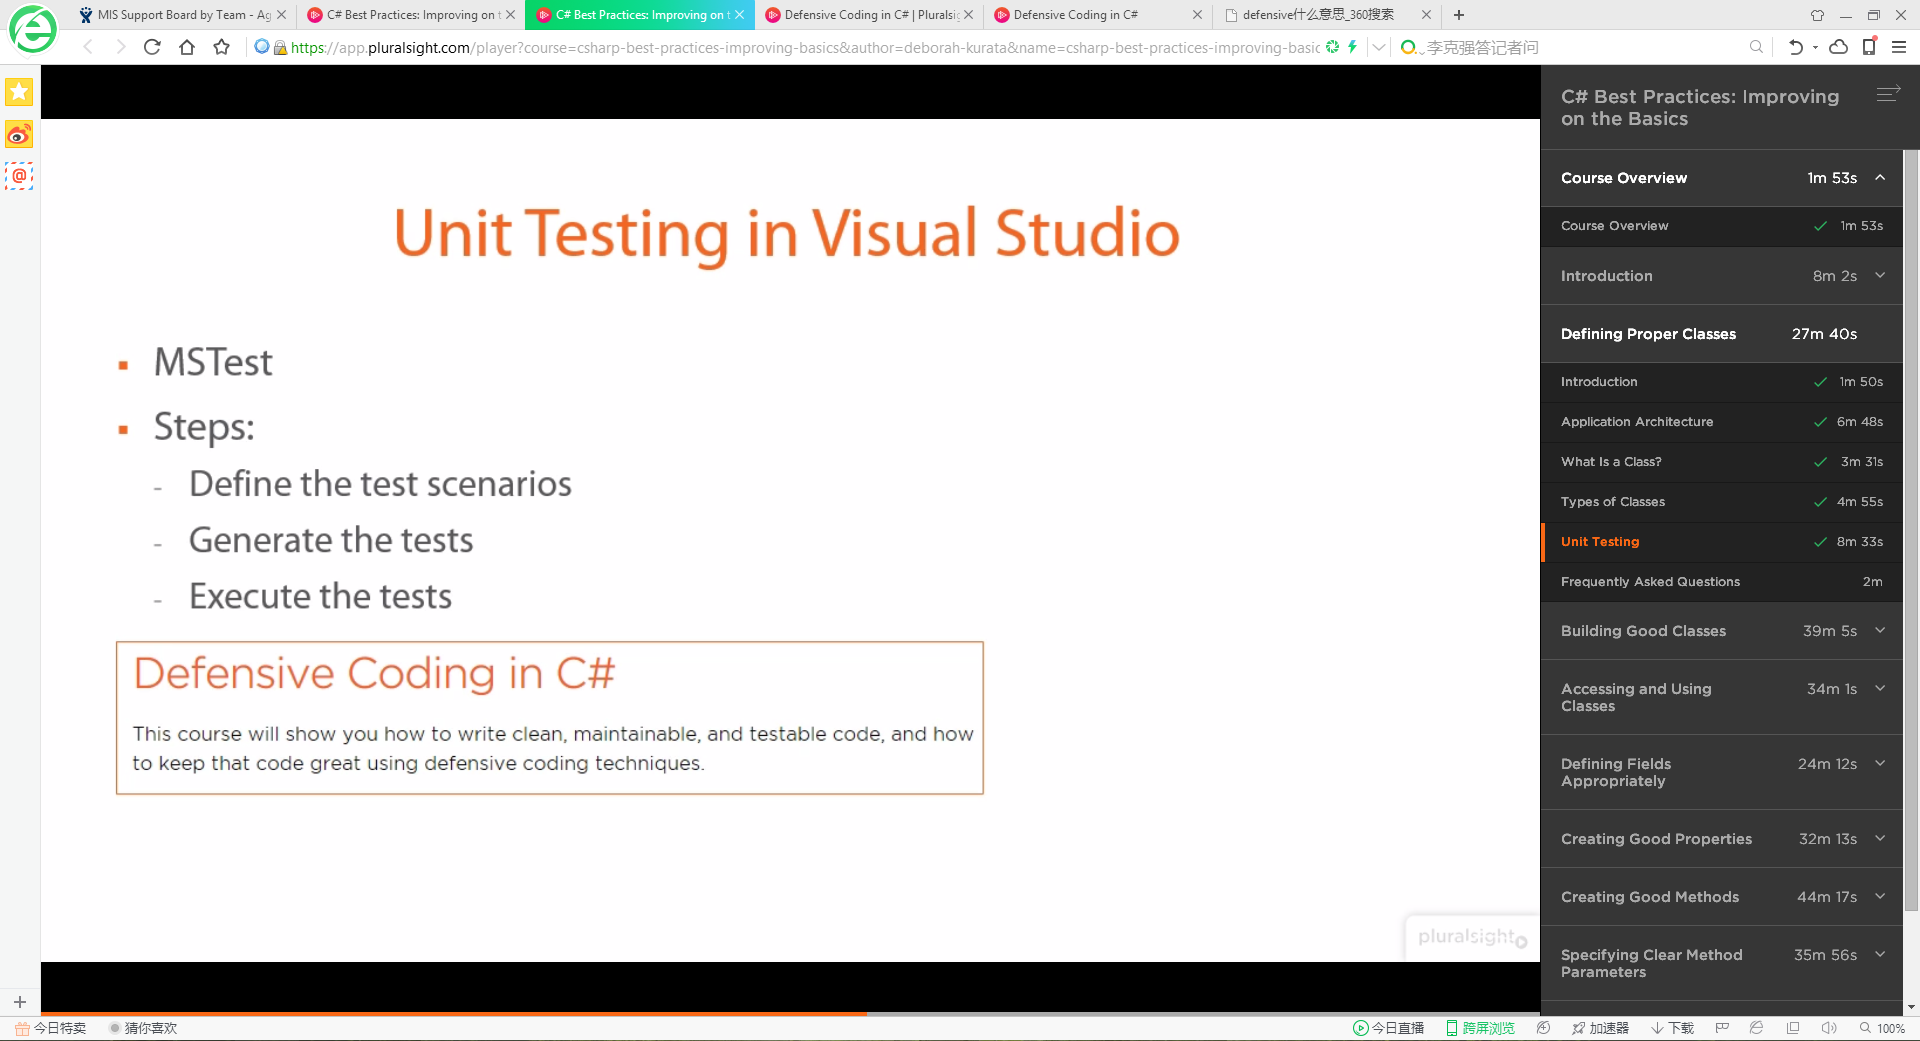 MIS Support Board by Team - Ag
C# Best Practices: Improving on t
C# Best Practices: Improving on t
Defensive Coding in C# | Pluralsig
Defensive Coding in C#
defensive什么意思_360搜索
https://app.pluralsight.com/player?course=csharp-best-practices-improving-basics&author=deborah-kurata&name=csharp-best-practices-improving-basic
李克强答记者问
Unit Testing in Visual Studio
MSTest
Steps:
- Define the test scenarios
- Generate the tests
- Execute the tests
Defensive Coding in C#
This course will show you how to write clean, maintainable, and testable code, and how
to keep that code great using defensive coding techniques.
pluralsight
C# Best Practices: Improving
on the Basics
Course Overview 1m 53s
Course Overview 1m 53s
Introduction 8m 2s
Defining Proper Classes 27m 40s
Introduction 1m 50s
Application Architecture 6m 48s
What Is a Class? 3m 31s
Types of Classes 4m 55s
Unit Testing 8m 33s
Frequently Asked Questions 2m
Building Good Classes 39m 5s
Accessing and Using
Classes 34m 1s
Defining Fields
Appropriately 24m 12s
Creating Good Properties 32m 13s
Creating Good Methods 44m 17s
Specifying Clear Method
Parameters 35m 56s
今日特卖 猜你喜欢 今日直播 跨屏浏览 加速器 下载 100%